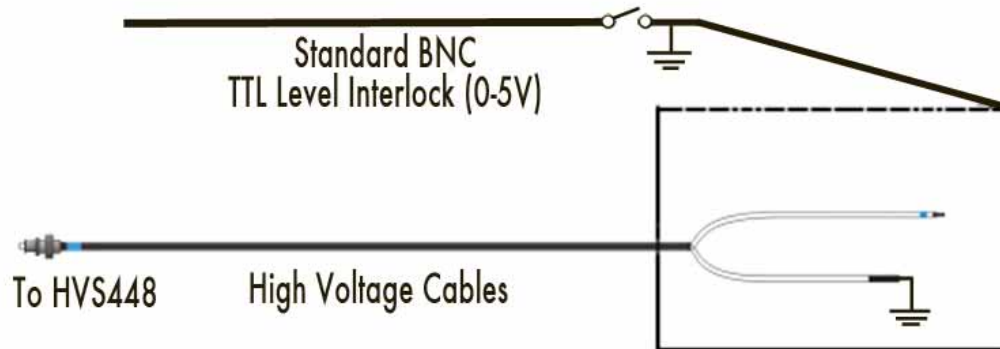 Standard BNC
TTL Level Interlock (0-5V)
To HVS448
High Voltage Cables